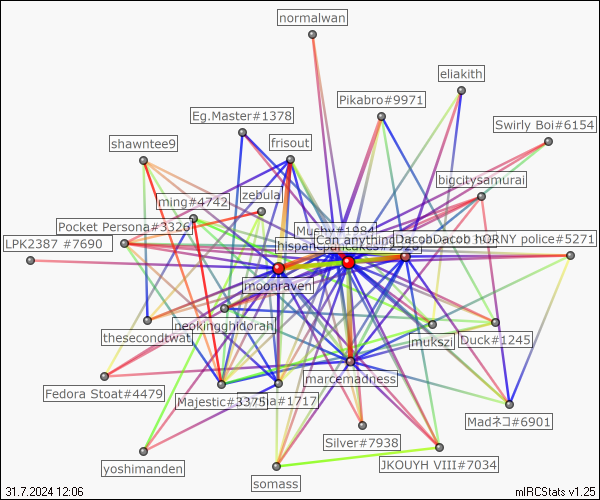 normalwan
eliakith
Pikabro#9971
Eg.Master#1378
Swirly Boi#6154
frisout
shawntee9
bigcitysamurai
zebula
ming#4742
Pocket Persona#3326
Muchy#1984
LPK2387 #7690
Can anything
DacobDacob hORNY police#5271
moonraven
neokingghidorah
thesecondtwat
mukszi
Duck#1245
marcemadness
Fedora Stoat#4479
Majestic#3375
a#1717
Madネコ#6901
Silver#7938
yoshimanden
JKOUYH VIII#7034
somass
31.7.2024 12:06
mIRCStats v1.25